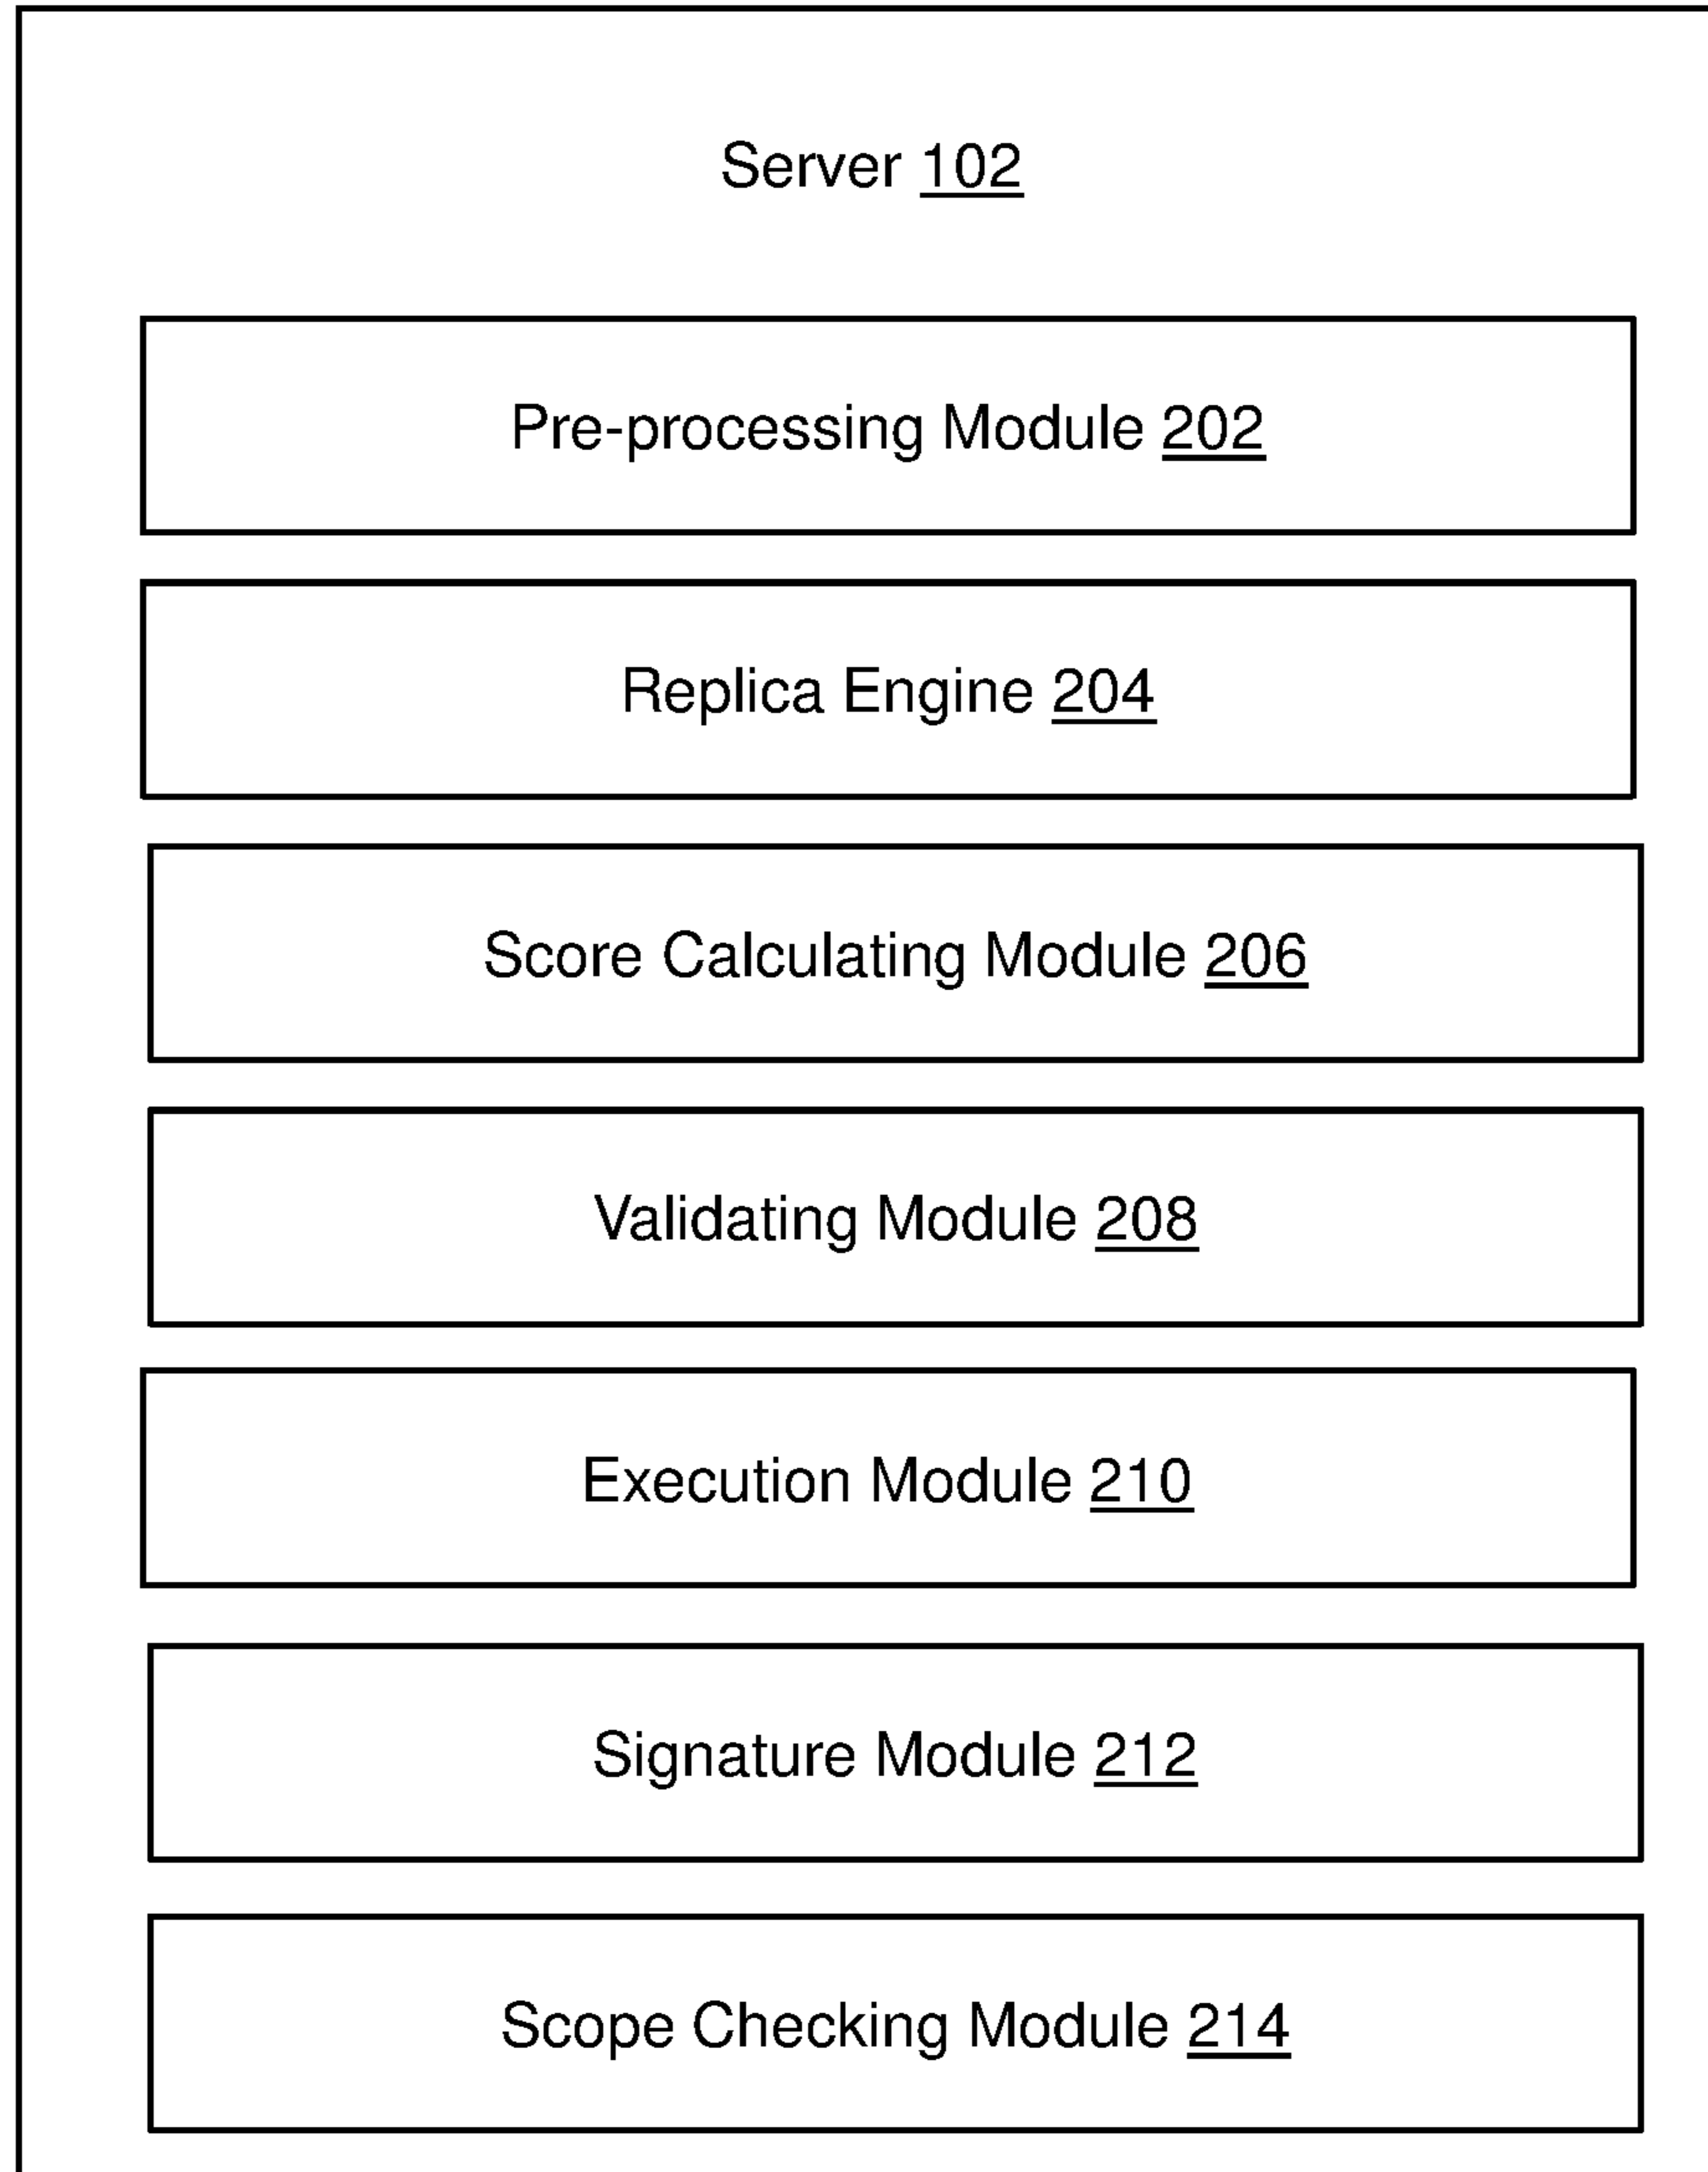 Server 102
Pre-processing Module 202
Replica Engine 204
Score Calculating Module 206
Validating Module 208
Execution Module 210
Signature Module 212
Scope Checking Module 214